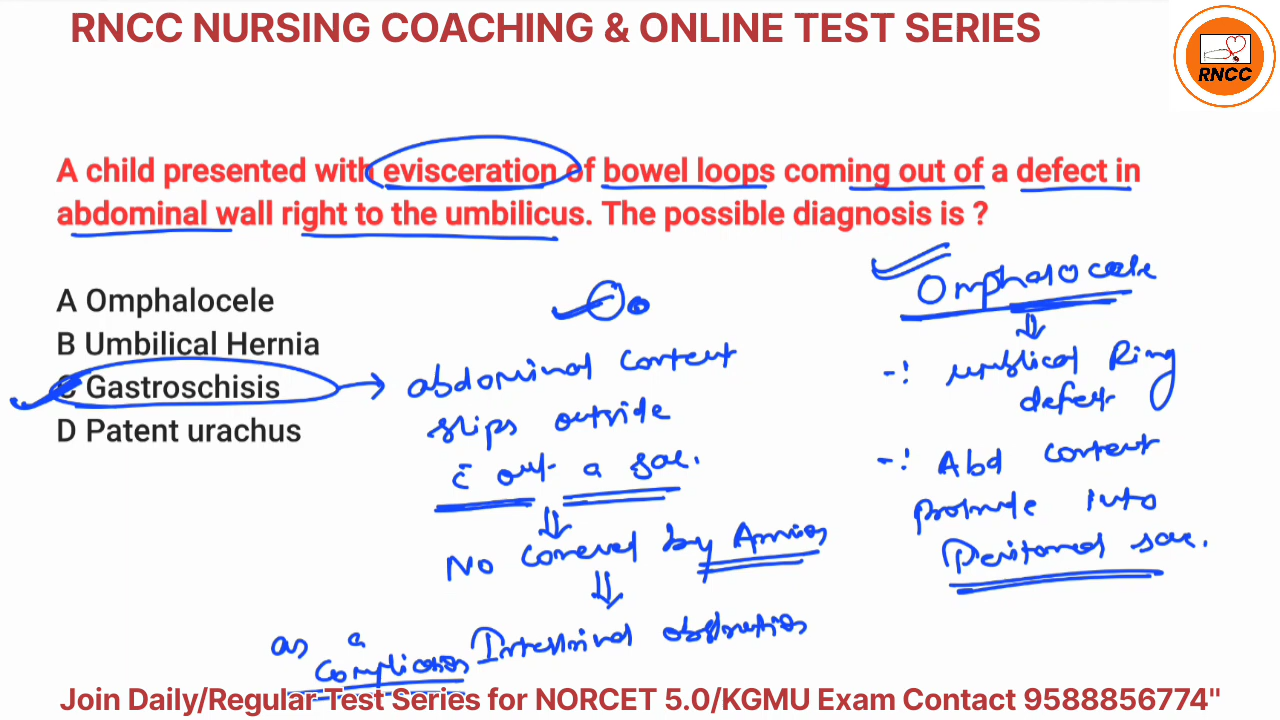 RNCC NURSING COACHING & ONLINE TEST SERIES
RNCC
A child presented with evisceration of bowel loops coming out of a defect in
abdominal wall right to the umbilicus. The possible diagnosis is ?
A Omphalocele
B Umbilical Hernia
C Gastroschisis
D Patent urachus
abdominal content
slips outside
c̄ out a sac.
No covered by Amnion
as a
complication Intestinal obstruction
Omphalocele
-: umblical Ring
defect
-: Abd content
protrude into
Peritoneal sac.
Join Daily/Regular Test Series for NORCET 5.0/KGMU Exam Contact 9588856774"